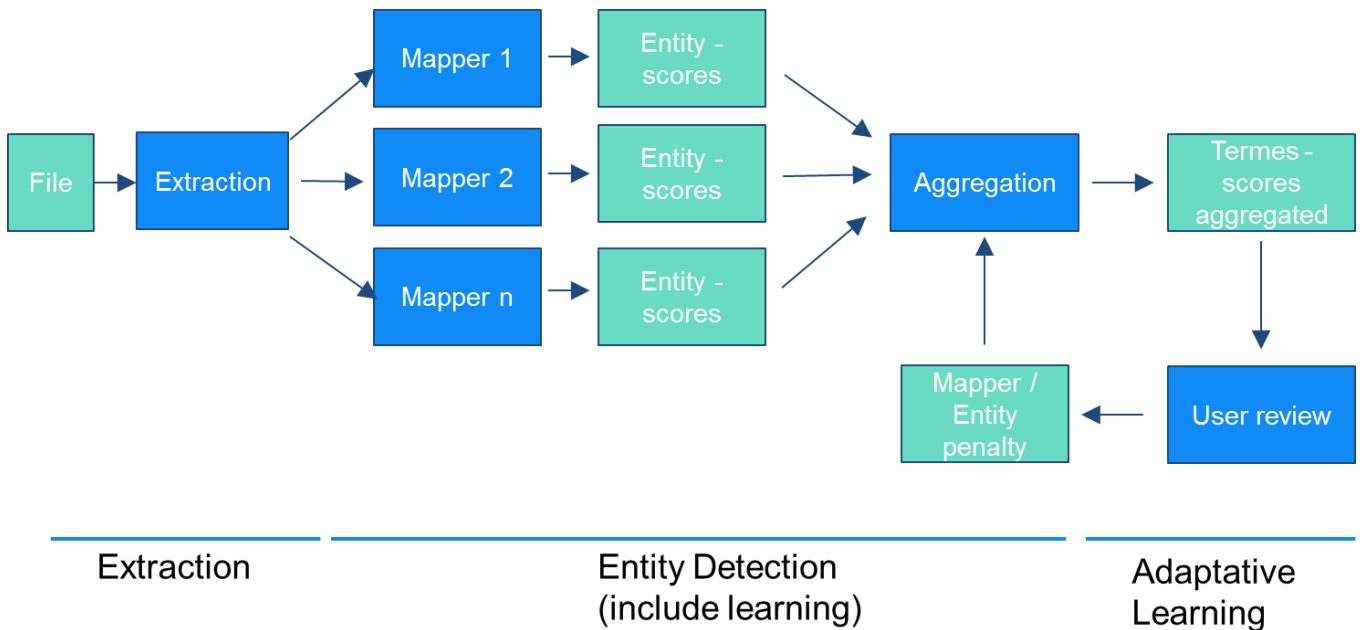 File
Extraction
Mapper 1
Entity -
scores
Mapper 2
Entity -
scores
Mapper n
Entity -
scores
Aggregation
Termes -
scores
aggregated
User review
Mapper /
Entity
penalty
Extraction
Entity Detection
(include learning)
Adaptative
Learning